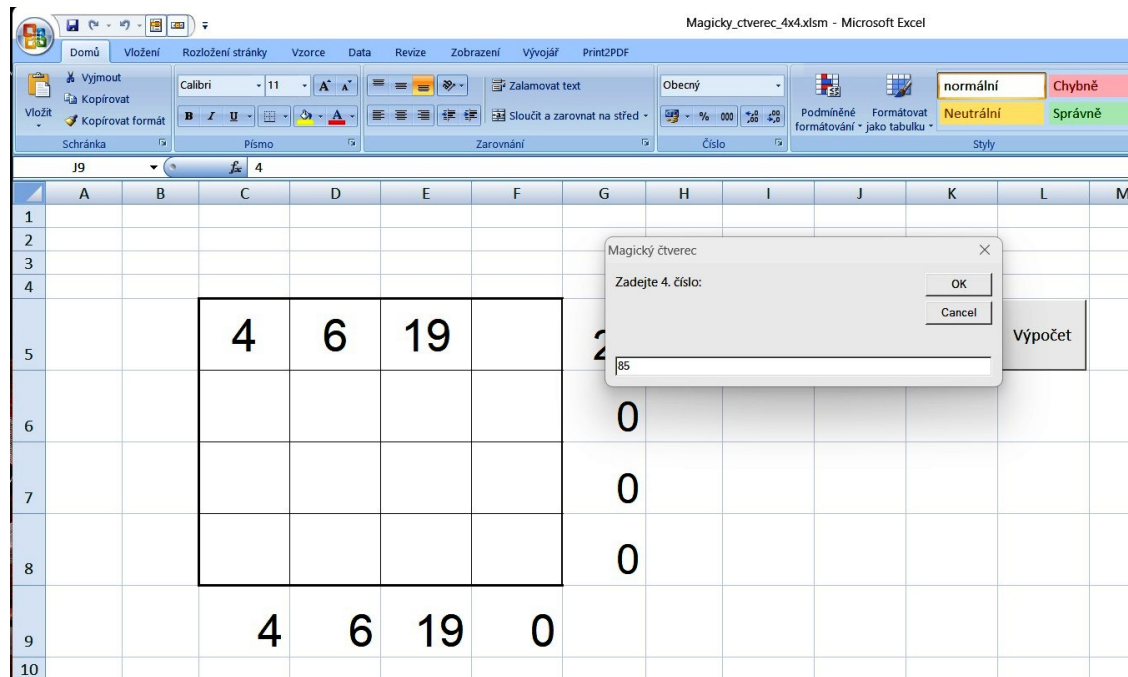 Magicky_ctverec_4x4.xlsm - Microsoft Excel
Domů Vložení Rozložení stránky Vzorce Data Revize Zobrazení Vývojář Print2PDF
Vložit
Vyjmout
Kopírovat
Kopírovat formát
Schránka
Calibri 11
B I U
Písmo
Zalamovat text
Sloučit a zarovnat na střed
Zarovnání
Obecný
% 000
Číslo
Podmíněné formátování
Formátovat jako tabulku
normální Chybně
Neutrální Správně
Styly
J9 fx 4
A B C D E F G H I J K L M
1
2
3
4
5 4 6 19 2
6 0
7 0
8 0
9 4 6 19 0
10
Magický čtverec
Zadejte 4. číslo:
OK
Cancel
85
Výpočet